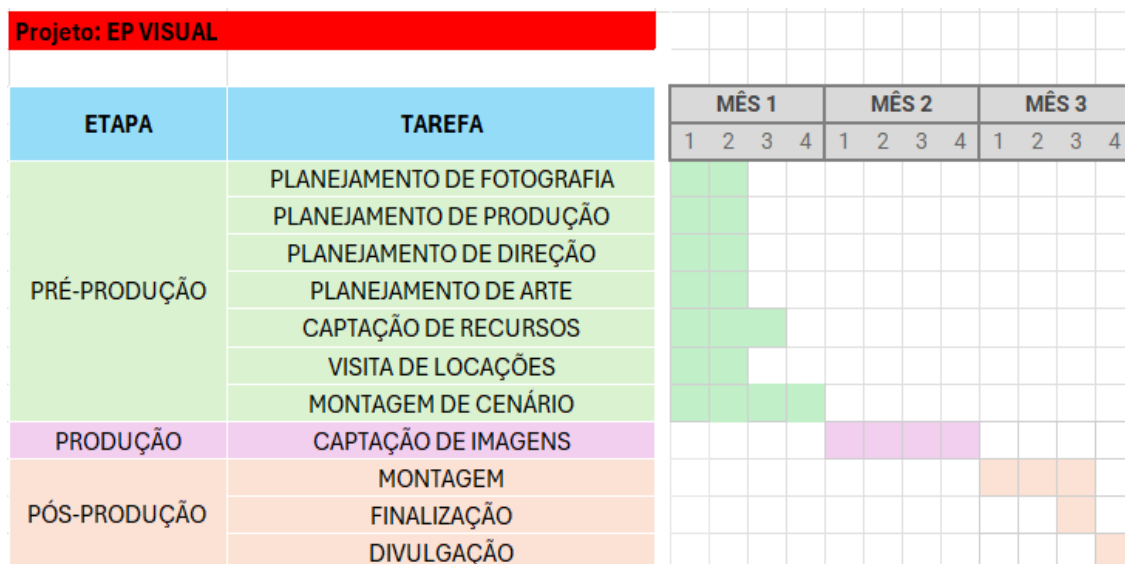 Projeto: EP VISUAL
ETAPA TAREFA MÊS 1 MÊS 2 MÊS 3
1 2 3 4 1 2 3 4 1 2 3 4
PRÉ-PRODUÇÃO
PLANEJAMENTO DE FOTOGRAFIA
PLANEJAMENTO DE PRODUÇÃO
PLANEJAMENTO DE DIREÇÃO
PLANEJAMENTO DE ARTE
CAPTAÇÃO DE RECURSOS
VISITA DE LOCAÇÕES
MONTAGEM DE CENÁRIO
PRODUÇÃO CAPTAÇÃO DE IMAGENS
PÓS-PRODUÇÃO
MONTAGEM
FINALIZAÇÃO
DIVULGAÇÃO